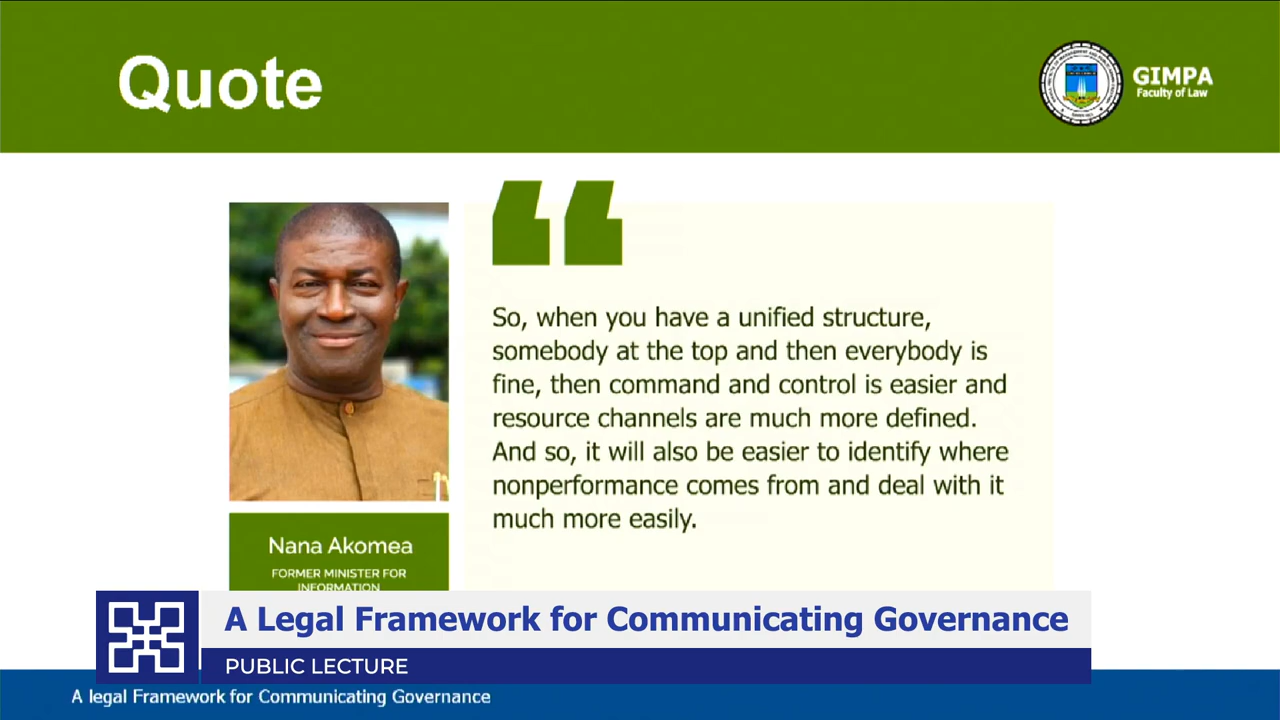 Quote
GIMPA
Faculty of Law
So, when you have a unified structure,
somebody at the top and then everybody is
fine, then command and control is easier and
resource channels are much more defined.
And so, it will also be easier to identify where
nonperformance comes from and deal with it
much more easily.
Nana Akomea
FORMER MINISTER FOR
INFORMATION
A Legal Framework for Communicating Governance
PUBLIC LECTURE
A legal Framework for Communicating Governance